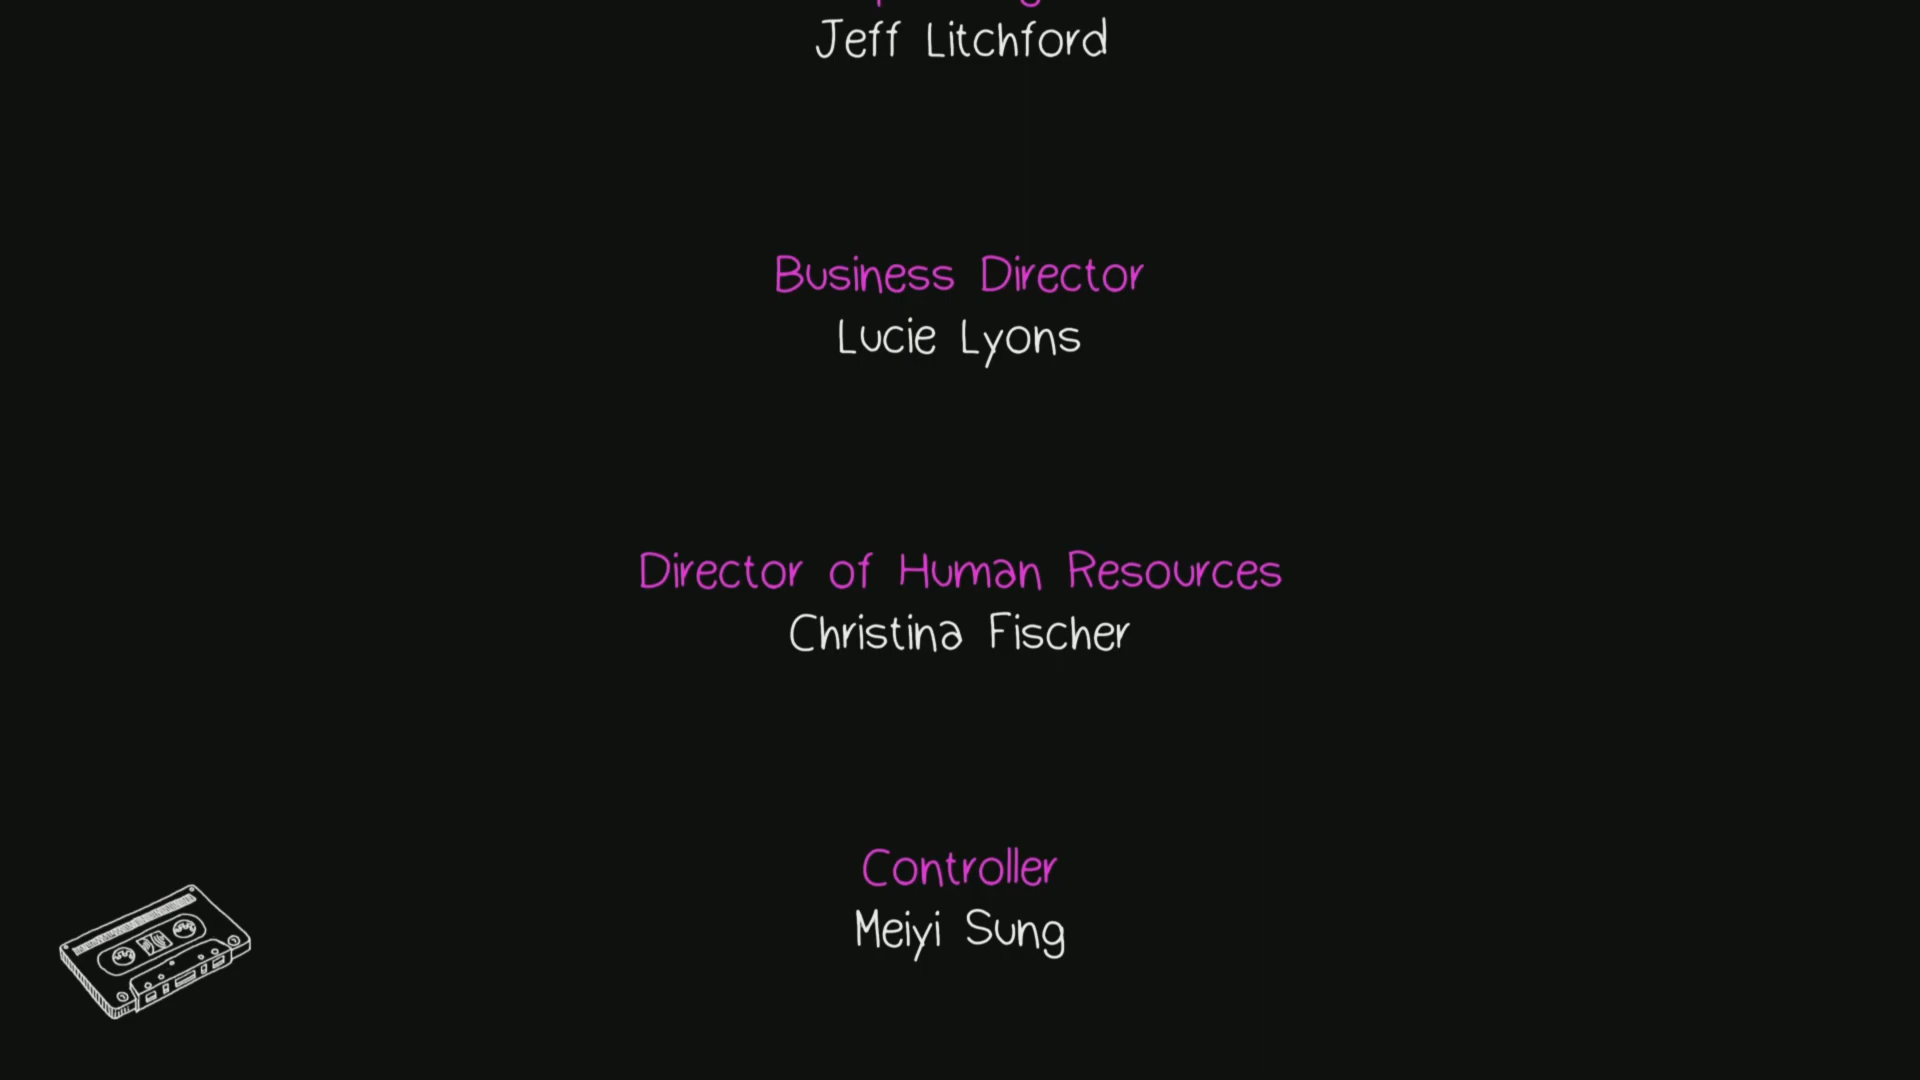 Jeff Litchford
Business Director
Lucie Lyons
Director of Human Resources
Christina Fischer
Controller
Meiyi Sung